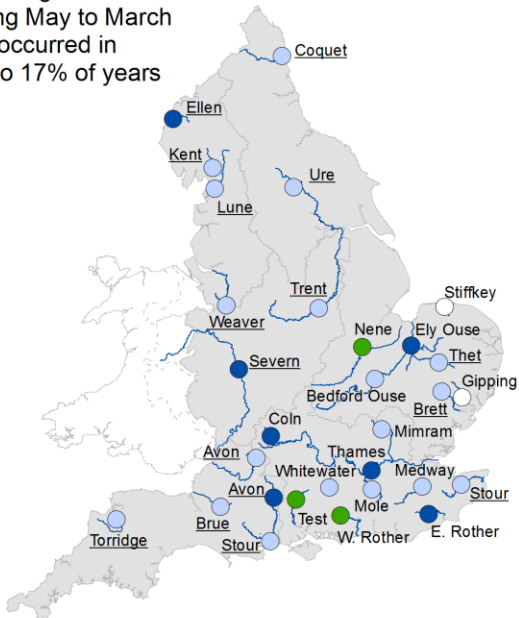 ng May to March
occurred in
o 17% of years
Coquet
Ellen
Kent
Ure
Lune
Trent
Stiffkey
Weaver
Nene
Ely Ouse
Severn
Thet
Gipping
Bedford Ouse
Brett
Coln
Mimram
Avon
Thames
Whitewater
Medway
Avon
Stour
Test
Mole
Brue
W. Rother
E. Rother
Torridge
Stour